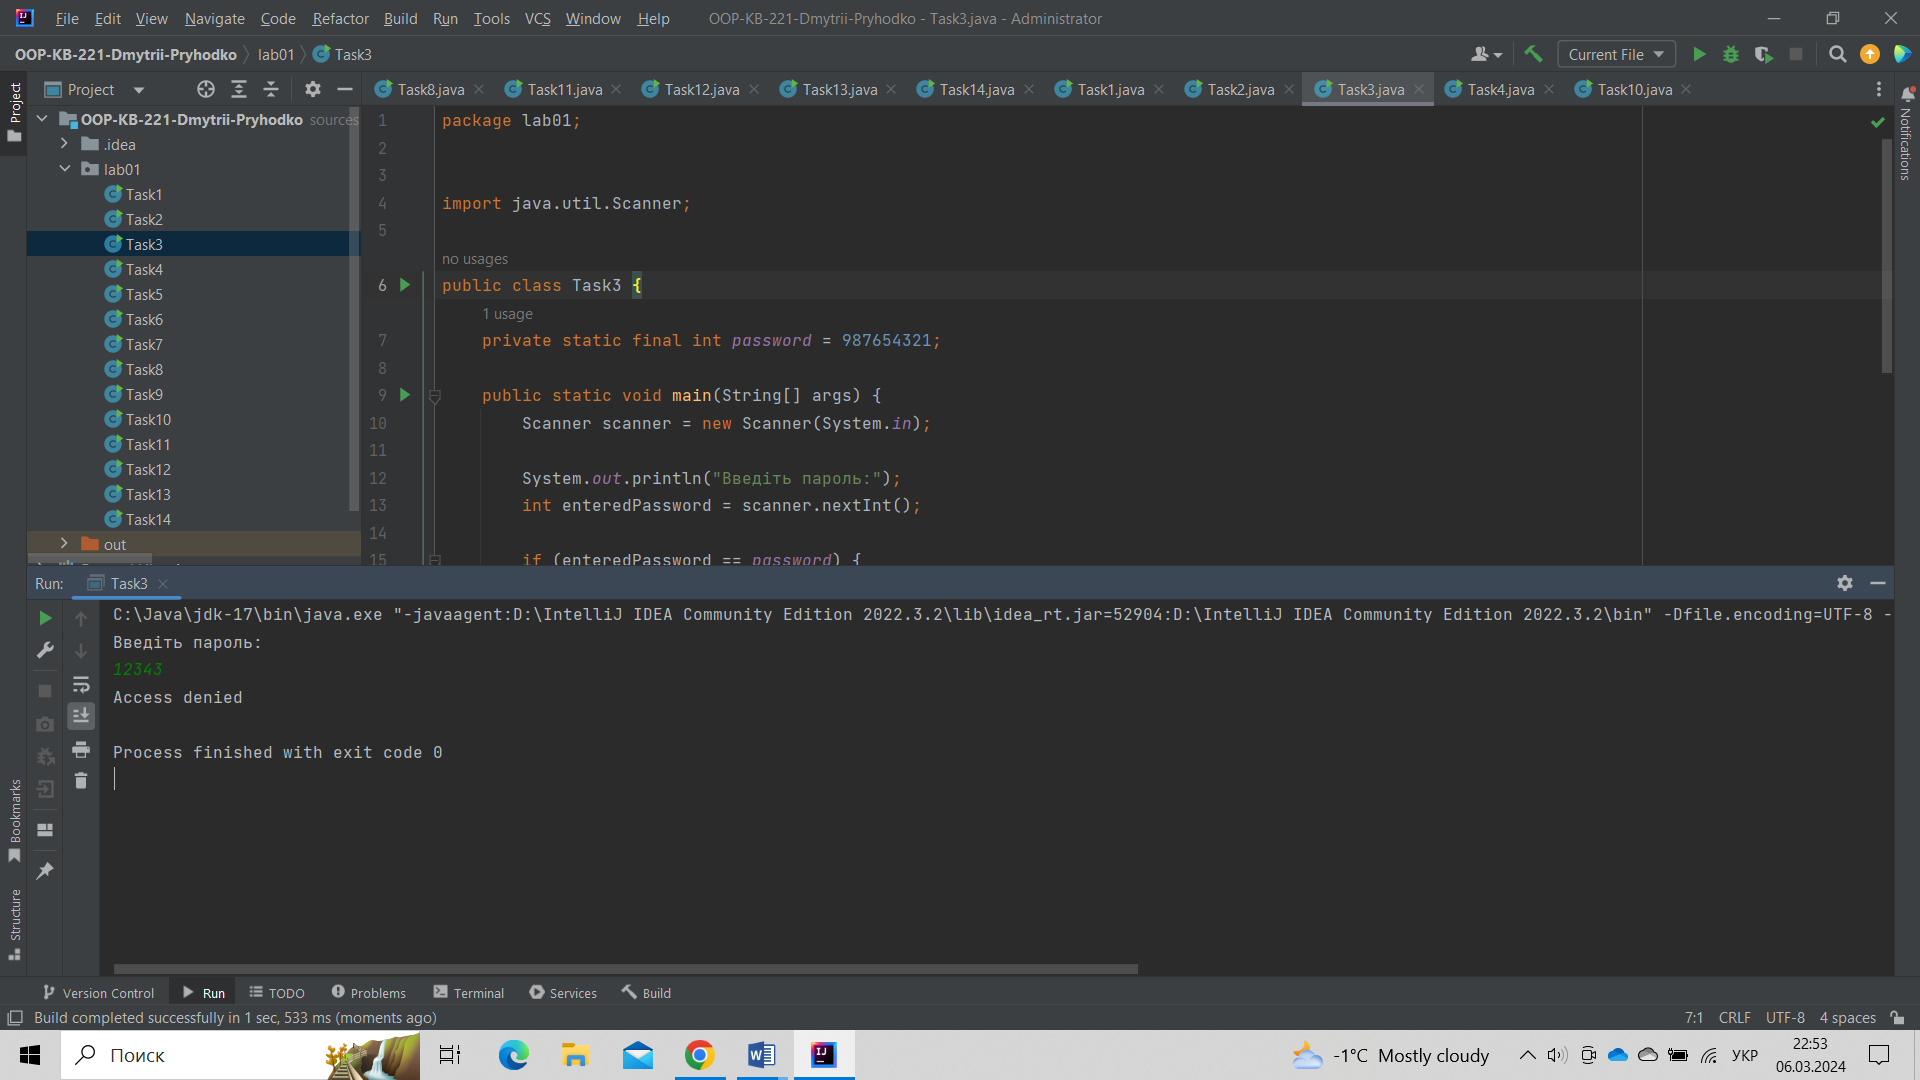 File Edit View Navigate Code Refactor Build Run Tools VCS Window Help OOP-KB-221-Dmytrii-Pryhodko - Task3.java - Administrator
OOP-KB-221-Dmytrii-Pryhodko lab01 Task3 Current File
Project
Project
Task8.java Task11.java Task12.java Task13.java Task14.java Task1.java Task2.java Task3.java Task4.java Task10.java
OOP-KB-221-Dmytrii-Pryhodko sources
.idea
lab01
Task1
Task2
Task3
Task4
Task5
Task6
Task7
Task8
Task9
Task10
Task11
Task12
Task13
Task14
out
1 package lab01;
2
3
4 import java.util.Scanner;
5
no usages
6 public class Task3 {
1 usage
7 private static final int password = 987654321;
8
9 public static void main(String[] args) {
10 Scanner scanner = new Scanner(System.in);
11
12 System.out.println("Введіть пароль:");
13 int enteredPassword = scanner.nextInt();
14
15 if (enteredPassword == password) {
Notifications
Run: Task3
C:\Java\jdk-17\bin\java.exe "-javaagent:D:\IntelliJ IDEA Community Edition 2022.3.2\lib\idea_rt.jar=52904:D:\IntelliJ IDEA Community Edition 2022.3.2\bin" -Dfile.encoding=UTF-8 -
Введіть пароль:
12343
Access denied
Process finished with exit code 0
Bookmarks
Structure
Version Control Run TODO Problems Terminal Services Build
Build completed successfully in 1 sec, 533 ms (moments ago) 7:1 CRLF UTF-8 4 spaces
Поиск -1°C Mostly cloudy УКР 22:53
06.03.2024